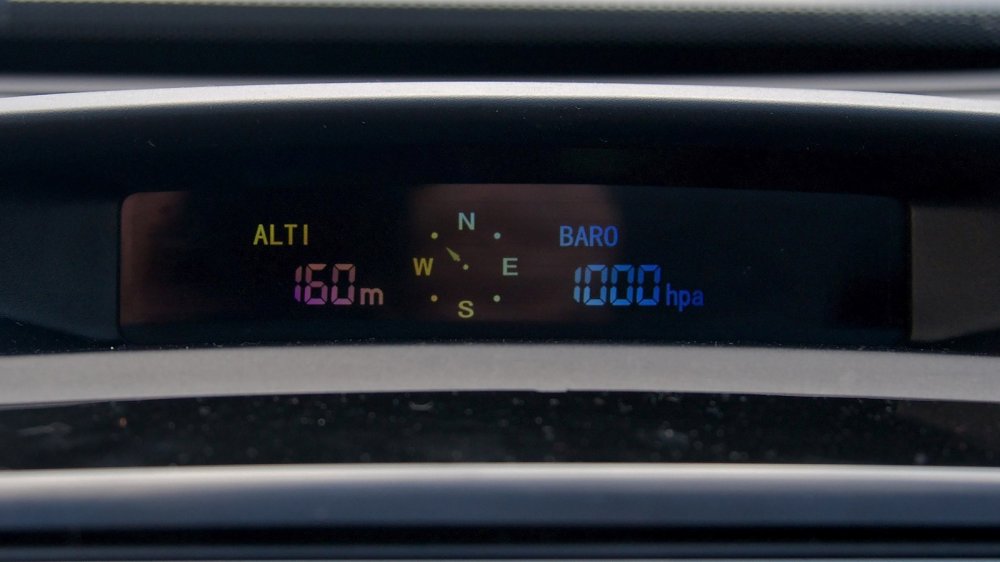 N
ALTI
BARO
W E
160m
1000hpa
S